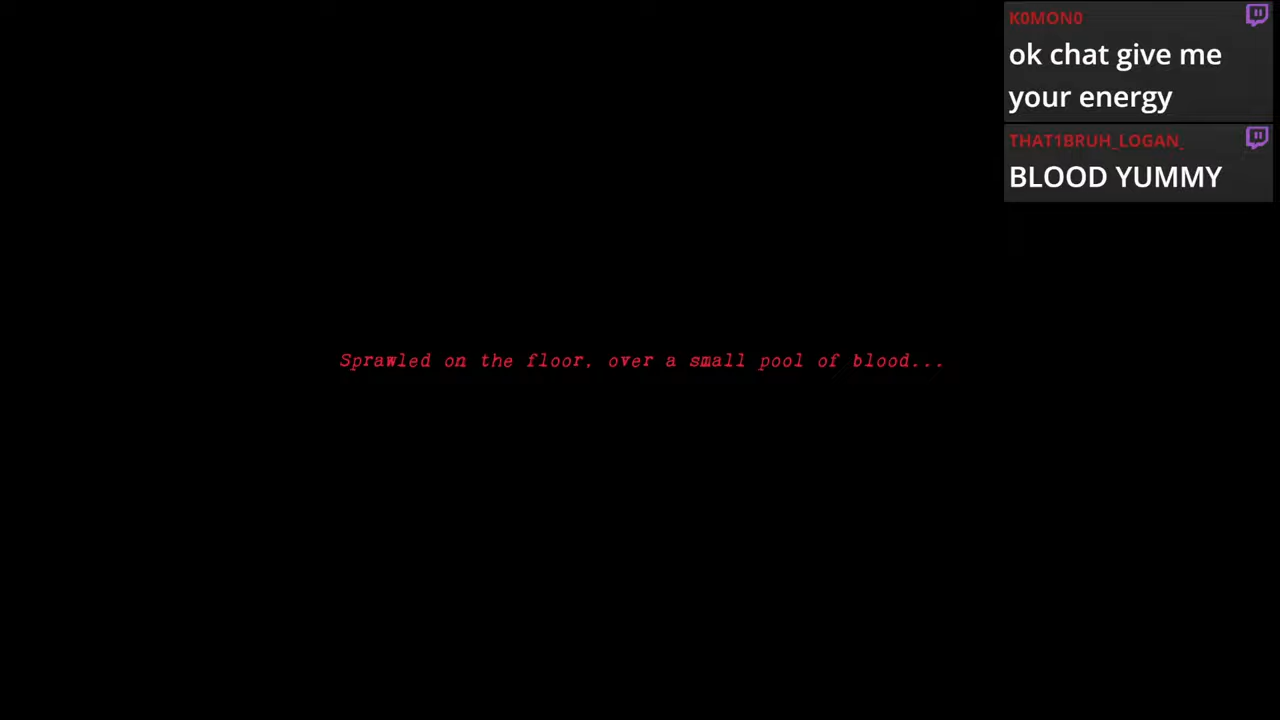 K0MON0
ok chat give me
your energy
THAT1BRUH_LOGAN_
BLOOD YUMMY
Sprawled on the floor, over a small pool of blood...